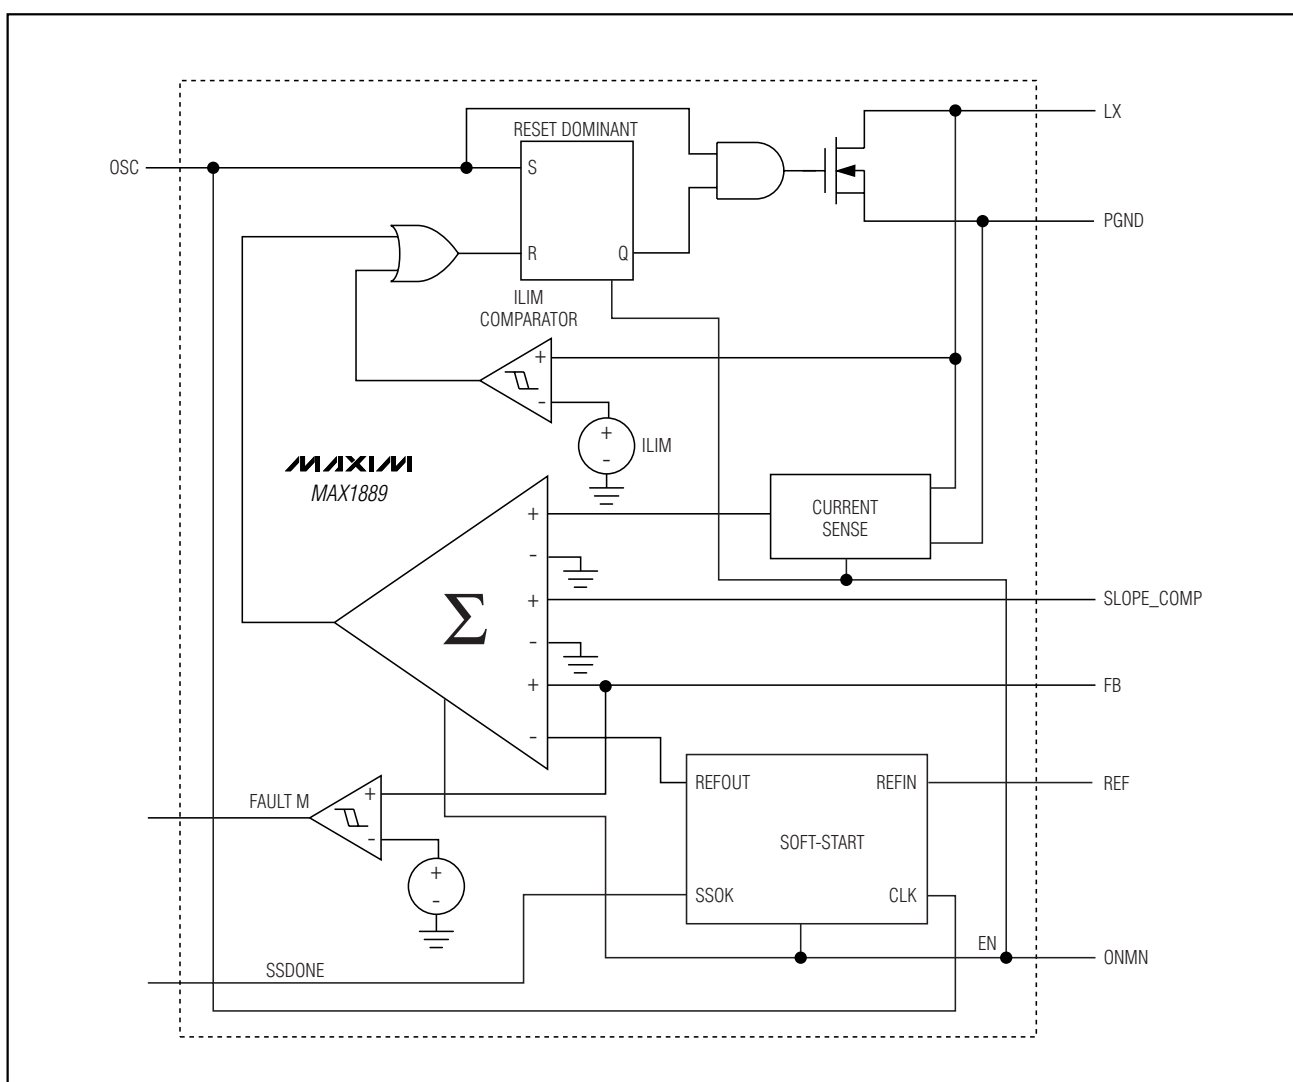 LX
RESET DOMINANT
OSC
S
PGND
R
Q
ILIM
COMPARATOR
+
-
+
-
ILIM
MAXIM
MAX1889
CURRENT
SENSE
+
-
Σ
+
SLOPE_COMP
-
+
FB
-
REFOUT
REFIN
REF
FAULT M
+
-
SOFT-START
+
-
SSOK
CLK
EN
ONMN
SSDONE